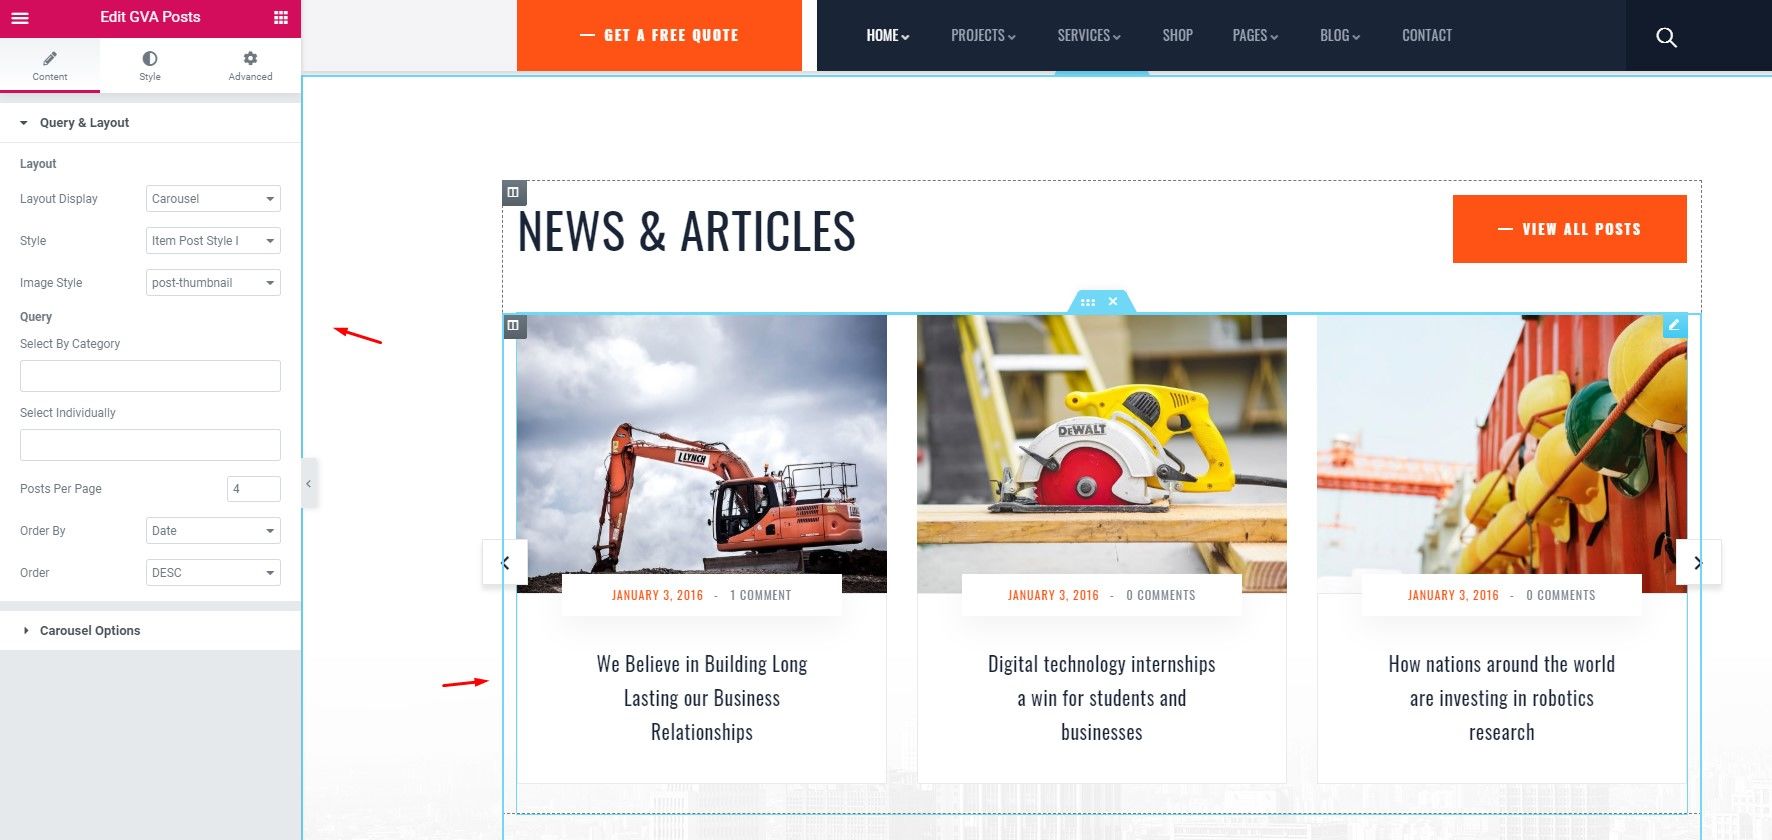 Edit GVA Posts
Content
Style
Advanced
Query & Layout
Layout
Layout Display
Carousel
Style
Item Post Style I
Image Style
post-thumbnail
Query
Select By Category
Select Individually
Posts Per Page
4
Order By
Date
Order
DESC
Carousel Options
GET A FREE QUOTE
HOME
PROJECTS
SERVICES
SHOP
PAGES
BLOG
CONTACT
NEWS & ARTICLES
VIEW ALL POSTS
LYNCH
DEWALT
JANUARY 3, 2016 - 1 COMMENT
We Believe in Building Long
Lasting our Business
Relationships
JANUARY 3, 2016 - 0 COMMENTS
Digital technology internships
a win for students and
businesses
JANUARY 3, 2016 - 0 COMMENTS
How nations around the world
are investing in robotics
research